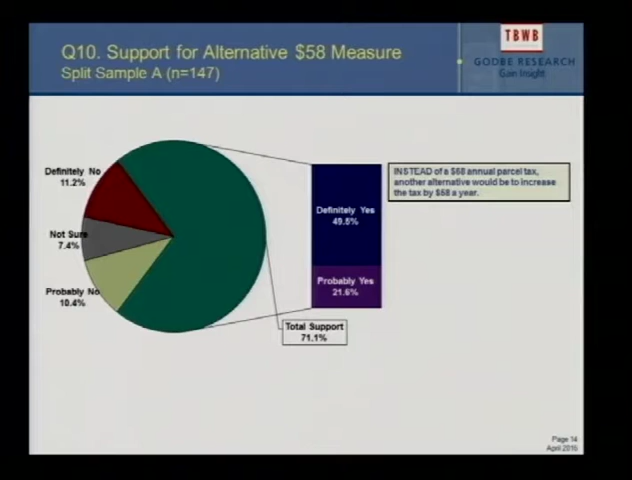 Q10. Support for Alternative $58 Measure
Split Sample A (n=147)
TBWB
GODBE RESEARCH
Gain Insight
Definitely No
11.2%
Not Sure
7.4%
Probably No
10.4%
Definitely Yes
49.5%
Probably Yes
21.6%
Total Support
71.1%
INSTEAD of a $68 annual parcel tax,
another alternative would be to increase
the tax by $58 a year.
Page 14
April